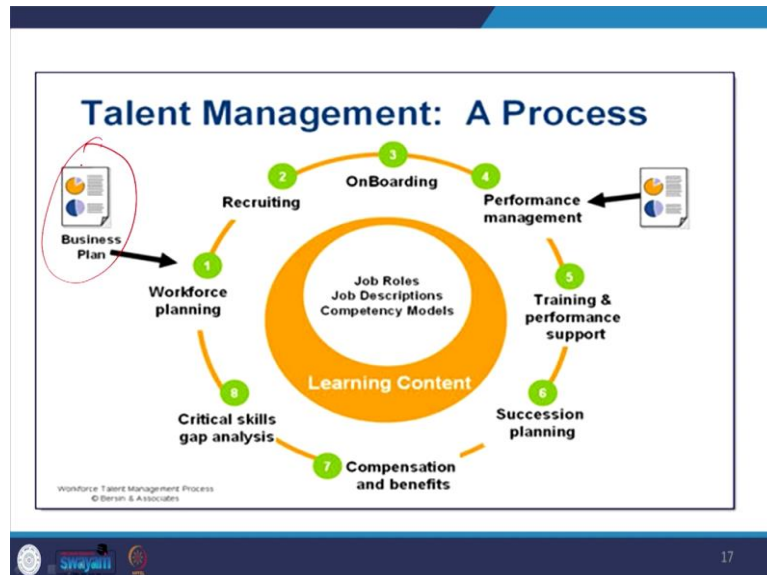 Talent Management: A Process
Business
Plan
1
Workforce
planning
2
Recruiting
3
OnBoarding
4
Performance
management
5
Training &
performance
support
6
Succession
planning
7
Compensation
and benefits
8
Critical skills
gap analysis
Job Roles
Job Descriptions
Competency Models
Learning Content
Workforce Talent Management Process
© Bersin & Associates
swayam
17